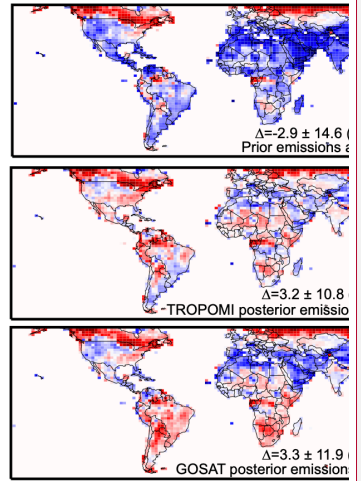 Δ=-2.9 ± 14.6 (
Prior emissions a
Δ=3.2 ± 10.8
TROPOMI posterior emissio
Δ=3.3 ± 11.9 (
GOSAT posterior emissions